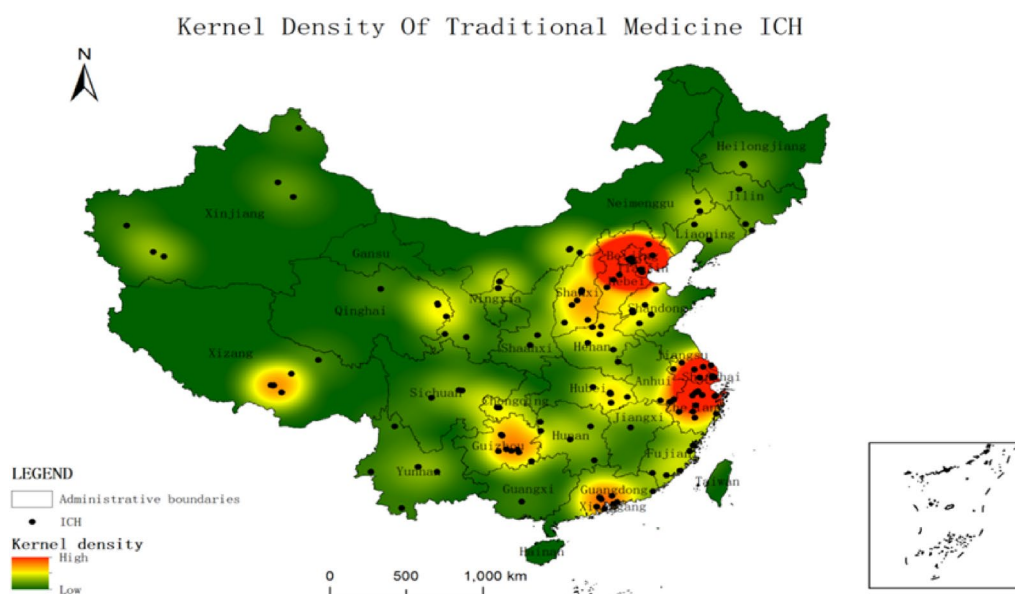 Kernel Density Of Traditional Medicine ICH
N
Heilongjiang
Jilin
Neimenggu
Liaoning
Xinjiang
Gansu
Qinghai
Ningxia
Shanxi
Hebei
Shandong
Shaanxi
Henan
Jiangsu
Shanghai
Xizang
Sichuan
Chongqing
Hubei
Anhui
Jiangxi
Hunan
Guizhou
Fujian
Yunnan
Guangxi
Guangdong
Taiwan
Hainan
LEGEND
Administrative boundaries
ICH
Kernel density
High
Low
0 500 1,000 km